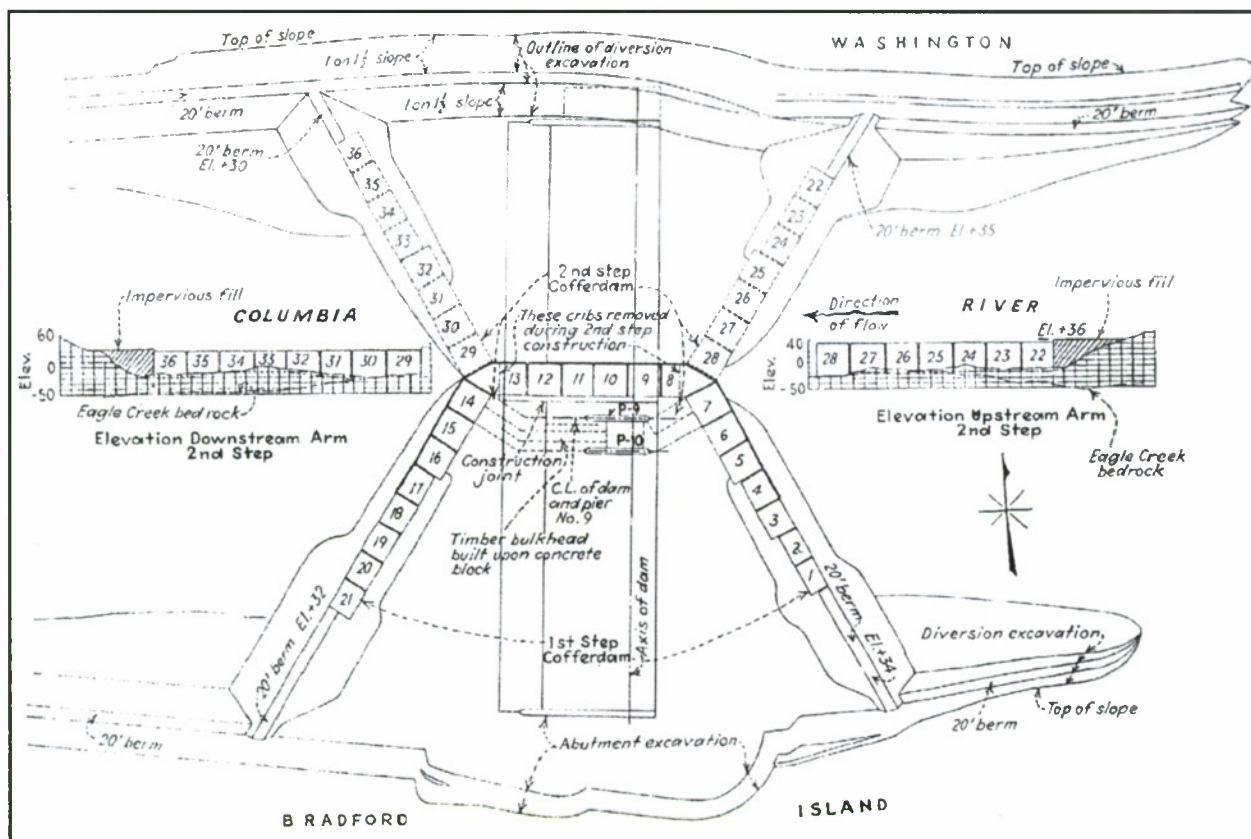 WASHINGTON
Top of slope
1 on 1½ slope
Outline of diversion
excavation
Top of slope
20' berm
1 on 1½ slope
20' berm
20' berm
El. +30
36
35
34
33
32
31
30
29
22
23
24
25
26
27
28
20' berm El. +35
2nd step
Cofferdam
These cribs removed
during 2nd step
construction
Impervious fill
COLUMBIA
60
0
-50
Elev.
36 35 34 33 32 31 30 29
Eagle Creek bedrock
Elevation Downstream Arm
2nd Step
Direction
of flow
RIVER
Impervious fill
El. +36
40
0
-50
Elev.
28 27 26 25 24 23 22
Elevation Upstream Arm
2nd Step
Eagle Creek
bedrock
13 12 11 10 9 8
14
15
16
17
18
19
20
21
7
6
5
4
3
2
1
P-9
P-10
Construction
joint
C.L. of dam
and pier
No. 9
Timber bulkhead
built upon concrete
block
Axis of dam
1st Step
Cofferdam
20' berm El. +32
20' berm El. +34
Diversion excavation
20' berm
Top of slope
20' berm
Abutment excavation
BRADFORD
ISLAND